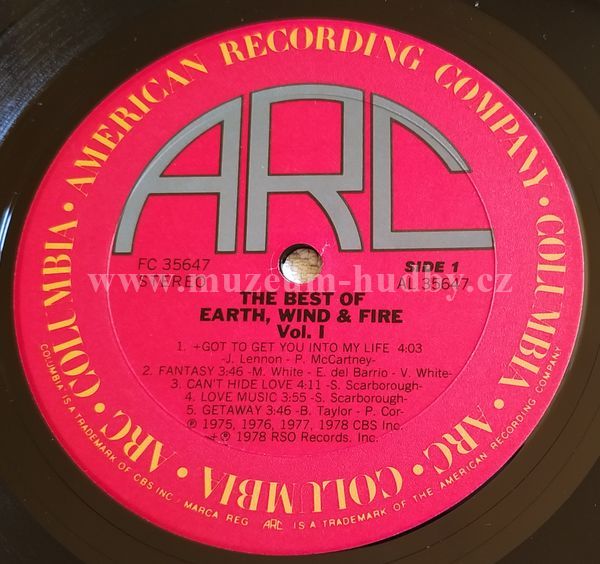 COLUMBIA • AMERICAN RECORDING COMPANY • COLUMBIA • ARC • COLUMBIA • ARC •
ARC
FC 35647
STEREO
SIDE 1
AL 35647
www.muzeum-hudby.cz
THE BEST OF
EARTH, WIND & FIRE
Vol. I
1. +GOT TO GET YOU INTO MY LIFE 4:03
-J. Lennon - P. McCartney-
2. FANTASY 3:46 -M. White - E. del Barrio - V. White-
3. CAN'T HIDE LOVE 4:11 -S. Scarborough-
4. LOVE MUSIC 3:55 -S. Scarborough-
5. GETAWAY 3:46 -B. Taylor - P. Cor-
℗ 1975, 1976, 1977, 1978 CBS Inc.
+℗ 1978 RSO Records, Inc.
COLUMBIA IS A TRADEMARK OF CBS INC. MARCA REG. ARC IS A TRADEMARK OF THE AMERICAN RECORDING COMPANY